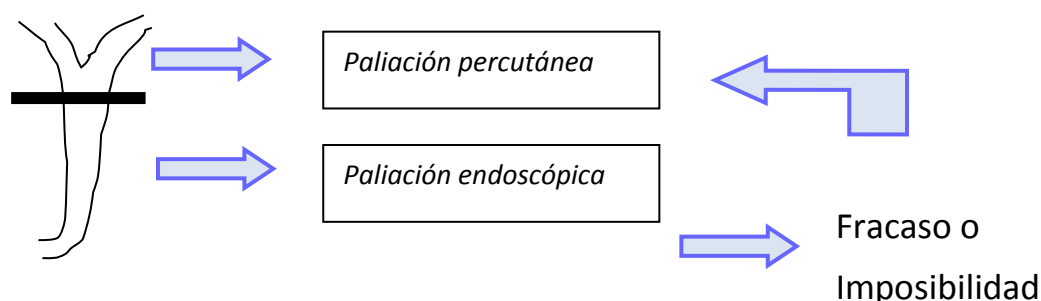 Paliación percutánea
Paliación endoscópica
Fracaso o
Imposibilidad